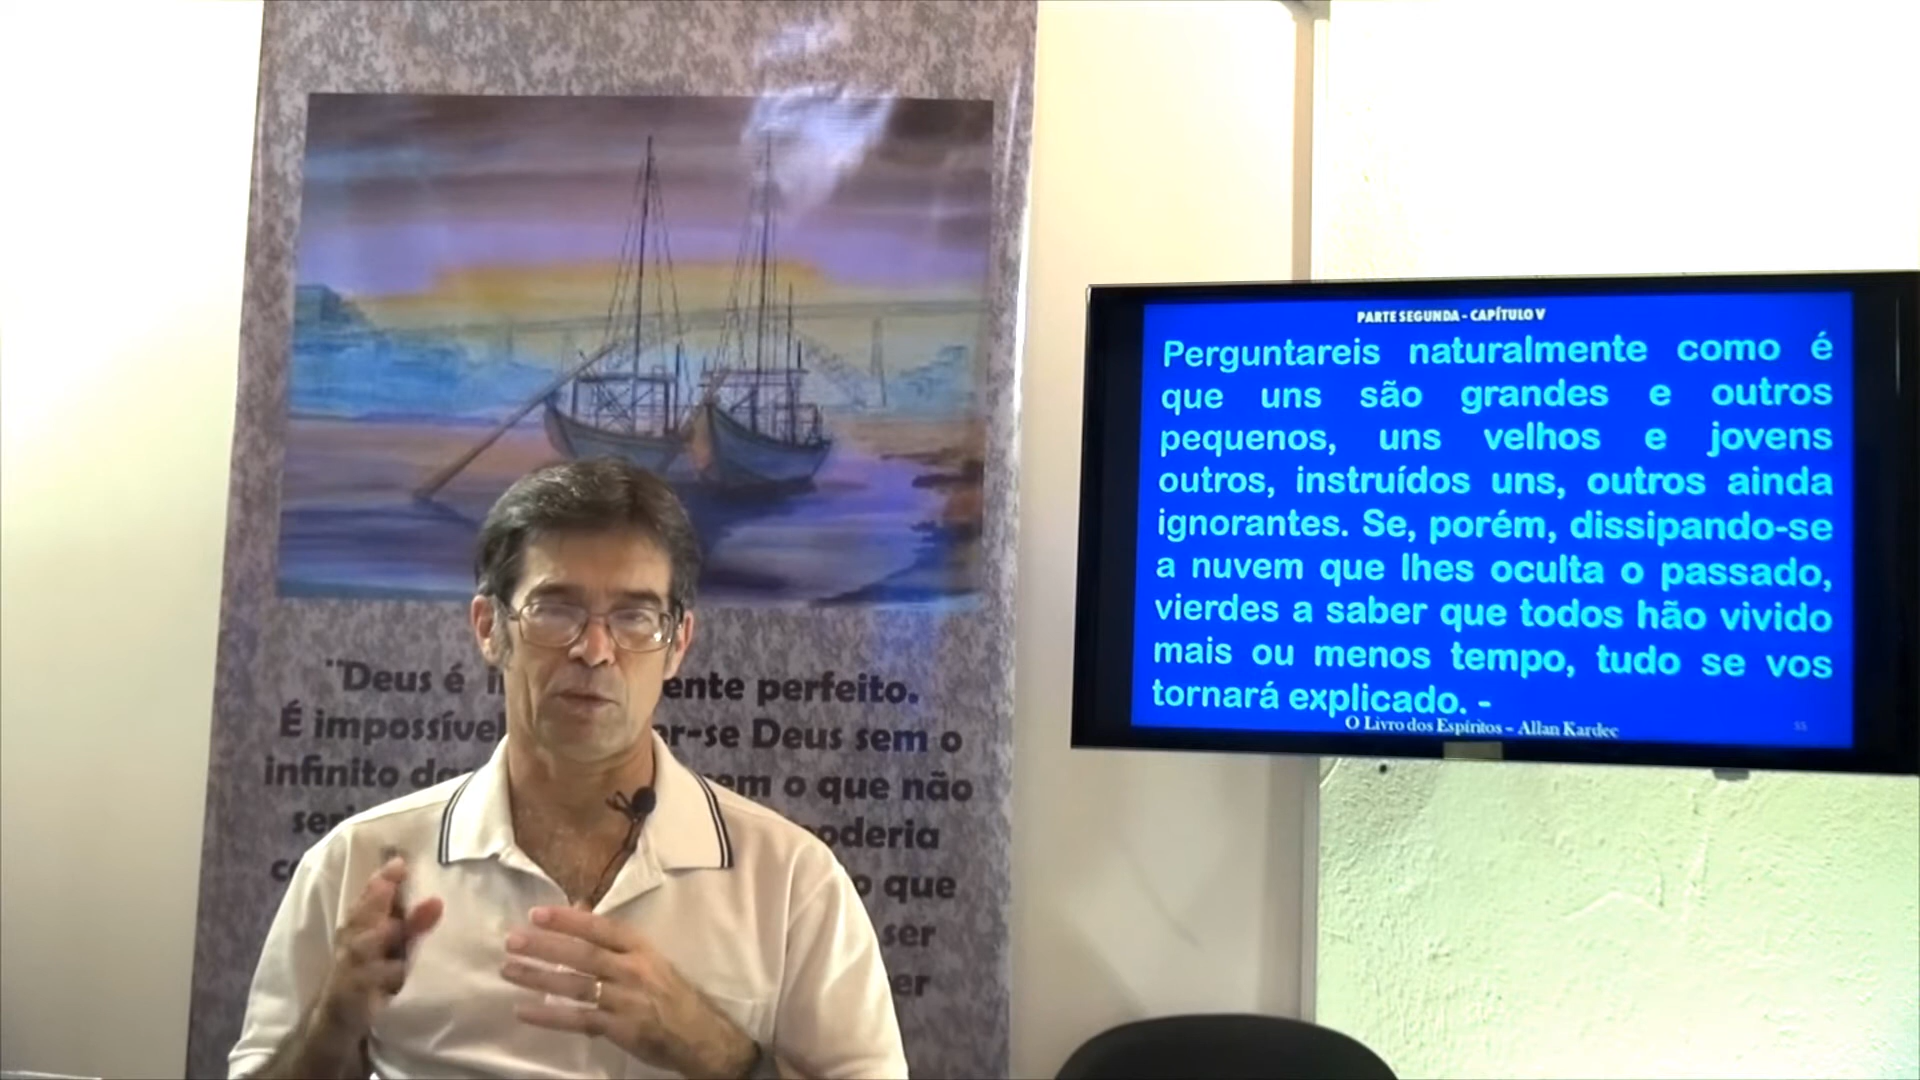 ¨Deus é
ente perfeito.
É impossível
r-se Deus sem o
infinito da
em o que não
ser
oderia
o que
ser
er
PARTE SEGUNDA - CAPÍTULO V
Perguntareis naturalmente como é
que uns são grandes e outros
pequenos, uns velhos e jovens
outros, instruídos uns, outros ainda
ignorantes. Se, porém, dissipando-se
a nuvem que lhes oculta o passado,
vierdes a saber que todos hão vivido
mais ou menos tempo, tudo se vos
tornará explicado. -
O Livro dos Espíritos – Allan Kardec
55